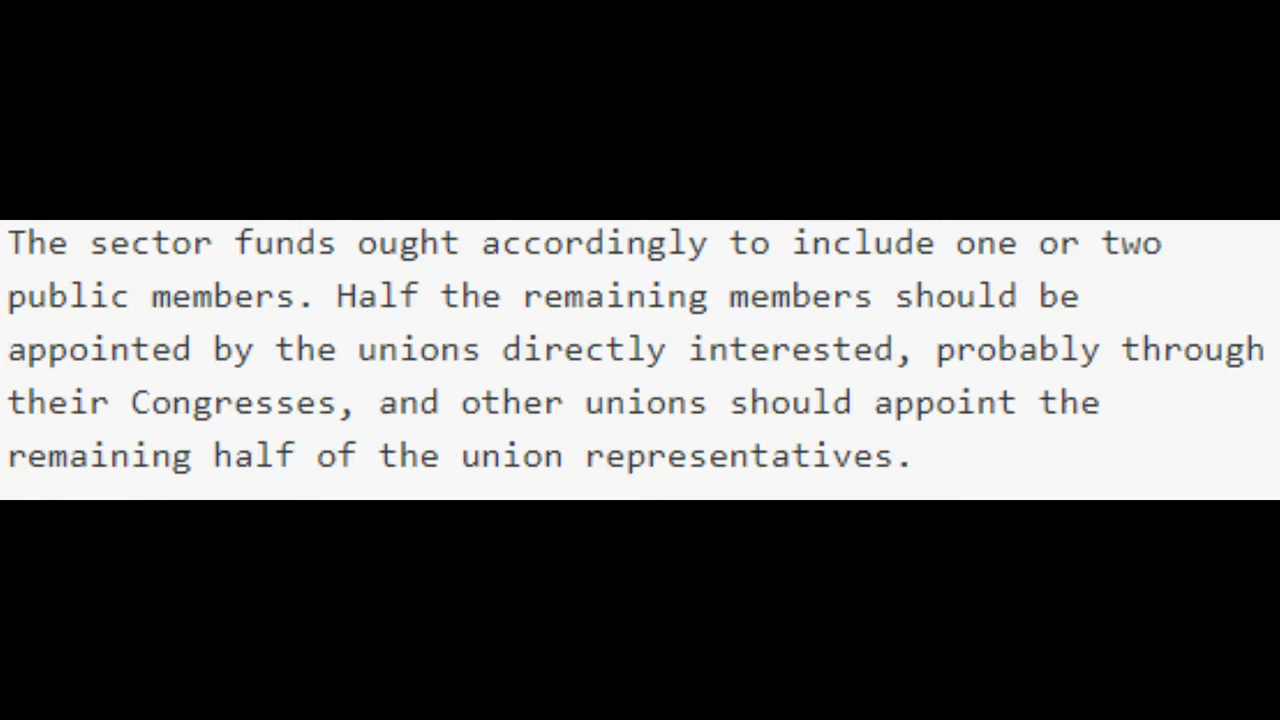 The sector funds ought accordingly to include one or two
public members. Half the remaining members should be
appointed by the unions directly interested, probably through
their Congresses, and other unions should appoint the
remaining half of the union representatives.